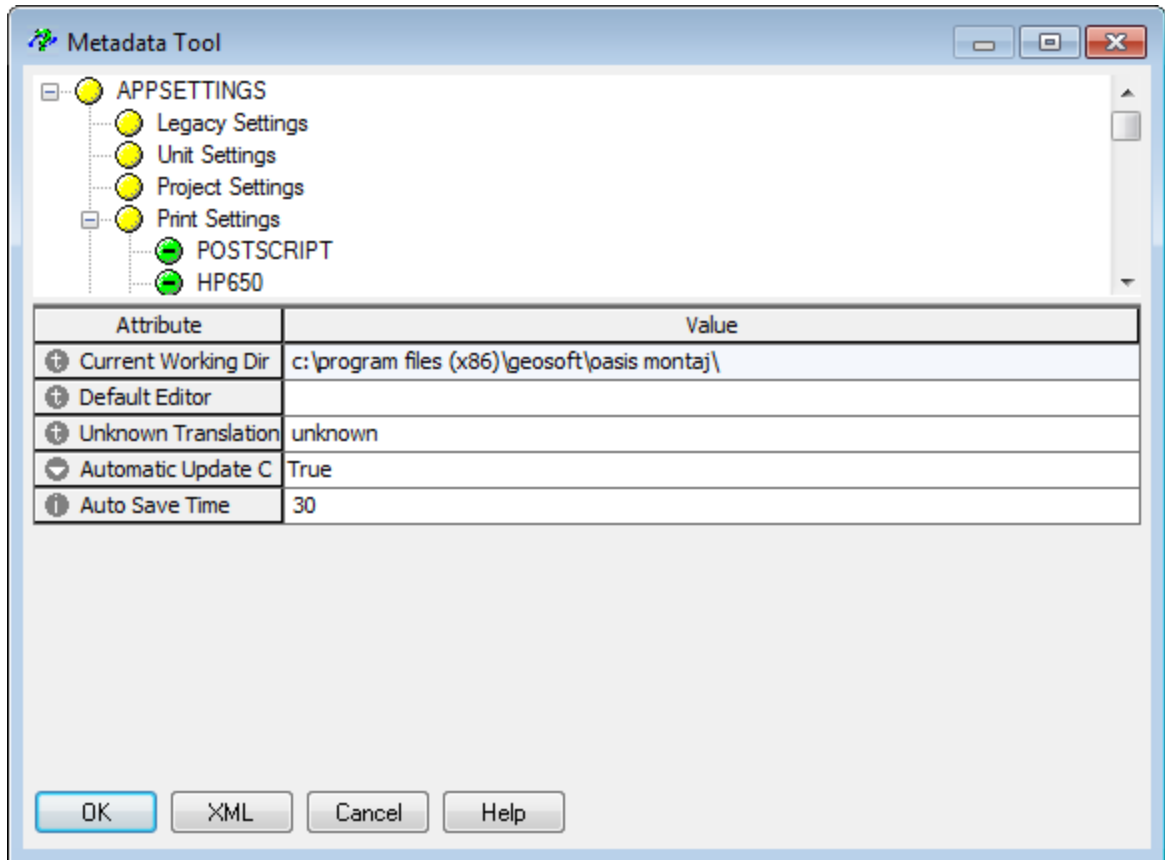 Metadata Tool
APPSETTINGS
Legacy Settings
Unit Settings
Project Settings
Print Settings
POSTSCRIPT
HP650
Attribute Value
Current Working Dir c:\program files (x86)\geosoft\oasis montaj\
Default Editor
Unknown Translation unknown
Automatic Update C True
Auto Save Time 30
OK XML Cancel Help